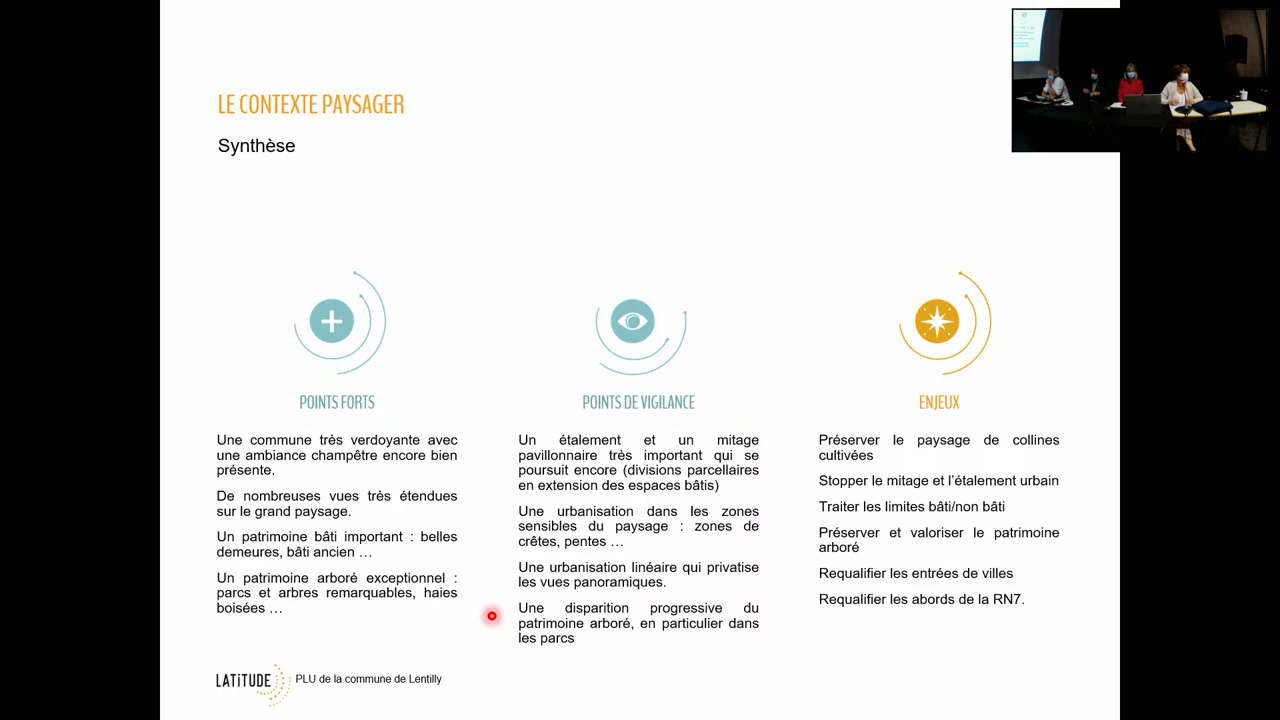 LE CONTEXTE PAYSAGER
Synthèse
POINTS FORTS
Une commune très verdoyante avec
une ambiance champêtre encore bien
présente.
De nombreuses vues très étendues
sur le grand paysage.
Un patrimoine bâti important : belles
demeures, bâti ancien …
Un patrimoine arboré exceptionnel :
parcs et arbres remarquables, haies
boisées …
POINTS DE VIGILANCE
Un étalement et un mitage
pavillonnaire très important qui se
poursuit encore (divisions parcellaires
en extension des espaces bâtis)
Une urbanisation dans les zones
sensibles du paysage : zones de
crêtes, pentes …
Une urbanisation linéaire qui privatise
les vues panoramiques.
Une disparition progressive du
patrimoine arboré, en particulier dans
les parcs
ENJEUX
Préserver le paysage de collines
cultivées
Stopper le mitage et l'étalement urbain
Traiter les limites bâti/non bâti
Préserver et valoriser le patrimoine
arboré
Requalifier les entrées de villes
Requalifier les abords de la RN7.
LATITUDE
PLU de la commune de Lentilly